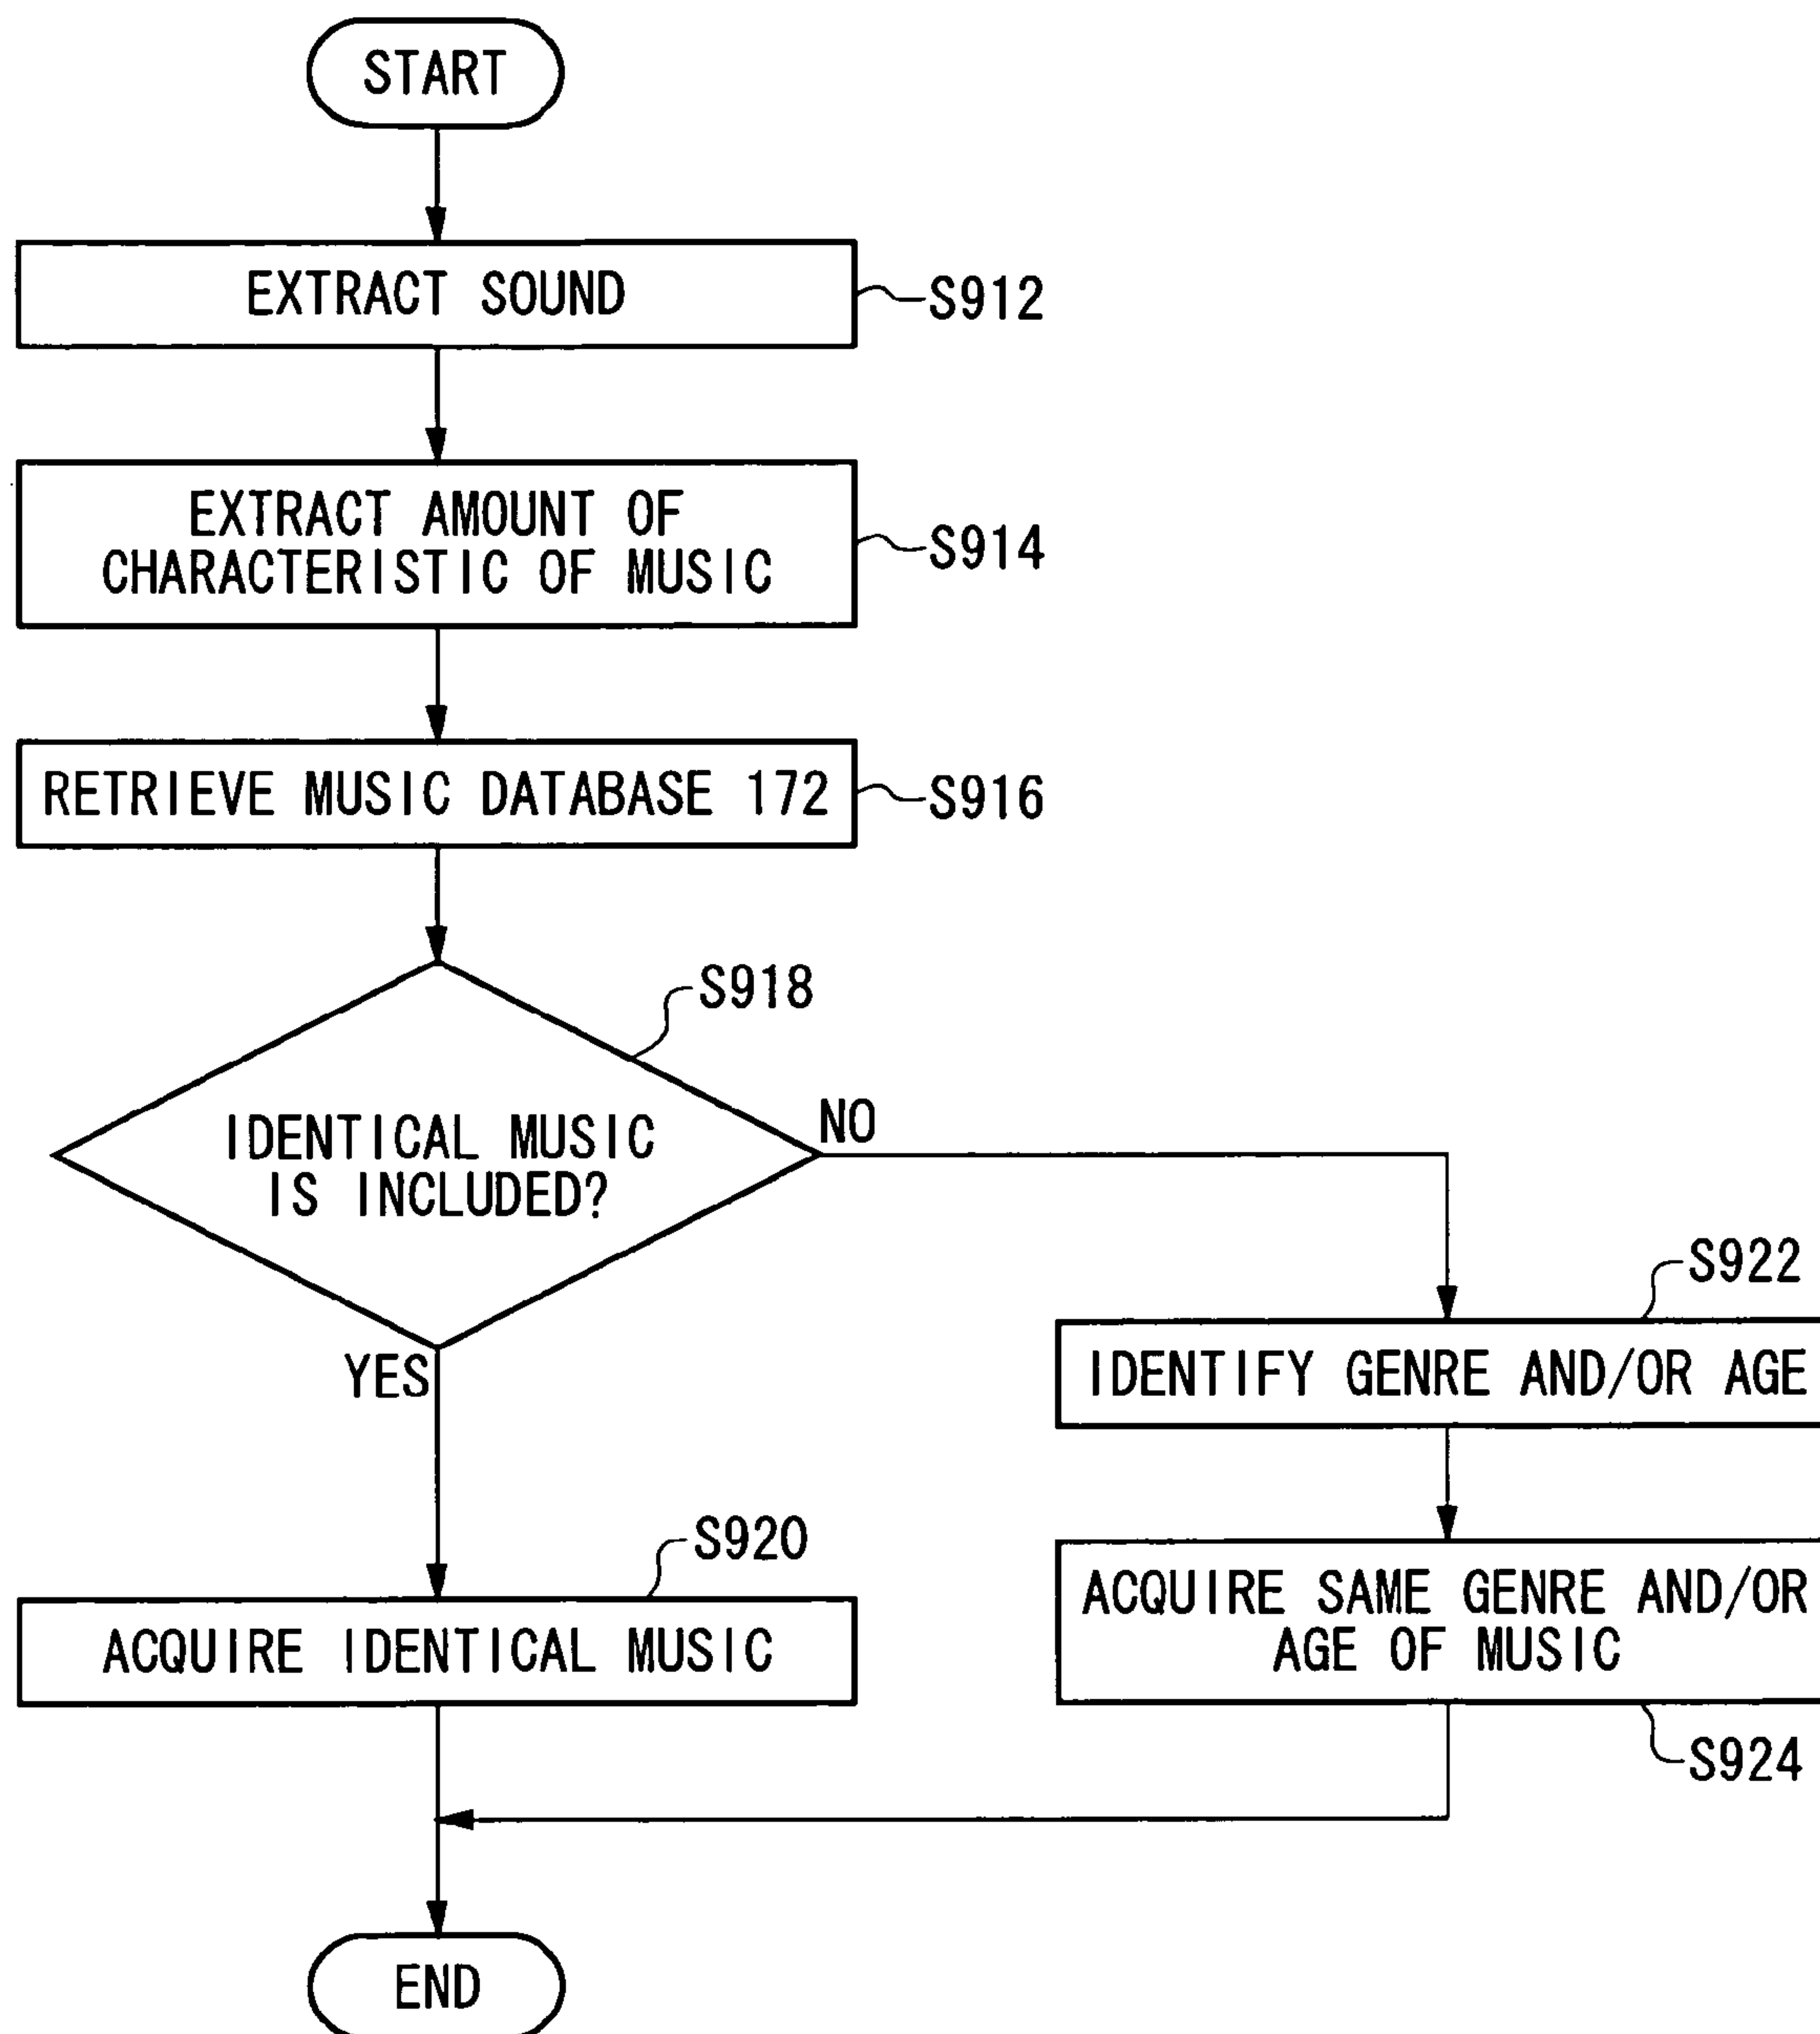 START
EXTRACT SOUND
S912
EXTRACT AMOUNT OF
CHARACTERISTIC OF MUSIC
S914
RETRIEVE MUSIC DATABASE 172
S916
S918
IDENTICAL MUSIC
IS INCLUDED?
NO
YES
S922
IDENTIFY GENRE AND/OR AGE
S920
ACQUIRE IDENTICAL MUSIC
ACQUIRE SAME GENRE AND/OR
AGE OF MUSIC
S924
END